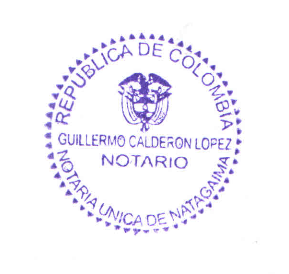 REPUBLICA DE COLOMBIA
GUILLERMO CALDERON LOPEZ
NOTARIO
NOTARIA UNICA DE NATAGAIMA